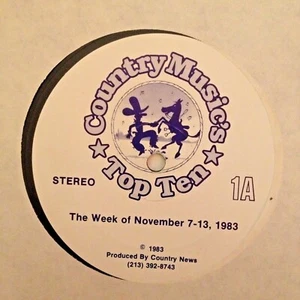 Country Music's
Top Ten
STEREO
1A
The Week of November 7-13, 1983
© 1983
Produced By Country News
(213) 392-8743